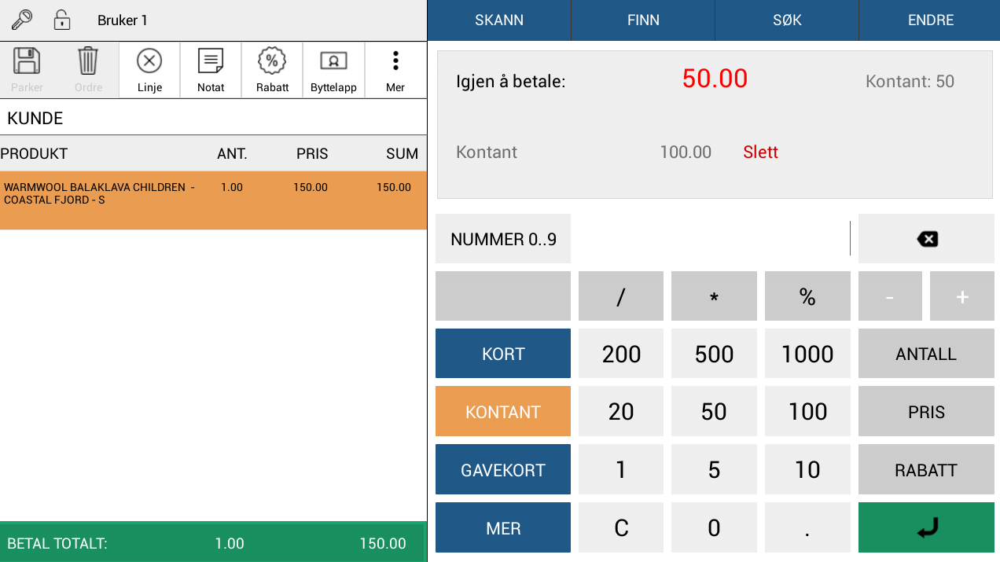 Bruker 1
SKANN
FINN
SØK
ENDRE
Parker
Ordre
Linje
Notat
Rabatt
Byttelapp
Mer
KUNDE
PRODUKT ANT. PRIS SUM
WARMWOOL BALAKLAVA CHILDREN - 1.00 150.00 150.00
COASTAL FJORD - S
BETAL TOTALT: 1.00 150.00
Igjen å betale: 50.00 Kontant: 50
Kontant 100.00 Slett
NUMMER 0..9
/ * % - +
KORT 200 500 1000 ANTALL
KONTANT 20 50 100 PRIS
GAVEKORT 1 5 10 RABATT
MER C 0 .